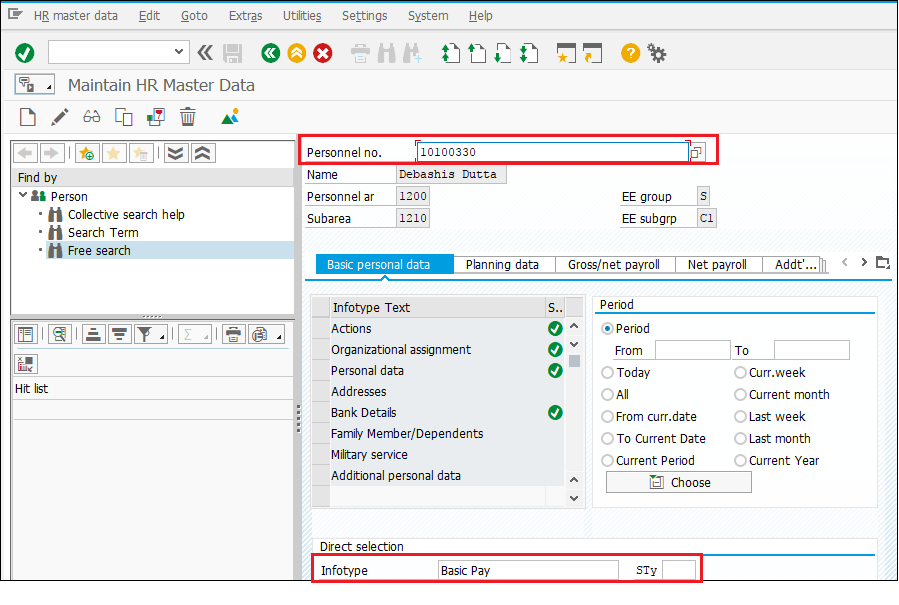 HR master data Edit Goto Extras Utilities Settings System Help
Maintain HR Master Data
Find by
Person
Collective search help
Search Term
Free search
Hit list
Personnel no. 10100330
Name Debashis Dutta
Personnel ar 1200 EE group S
Subarea 1210 EE subgrp C1
Basic personal data Planning data Gross/net payroll Net payroll Addt'...
Infotype Text S..
Actions
Organizational assignment
Personal data
Addresses
Bank Details
Family Member/Dependents
Military service
Additional personal data
Period
Period
From To
Today Curr.week
All Current month
From curr.date Last week
To Current Date Last month
Current Period Current Year
Choose
Direct selection
Infotype Basic Pay STy